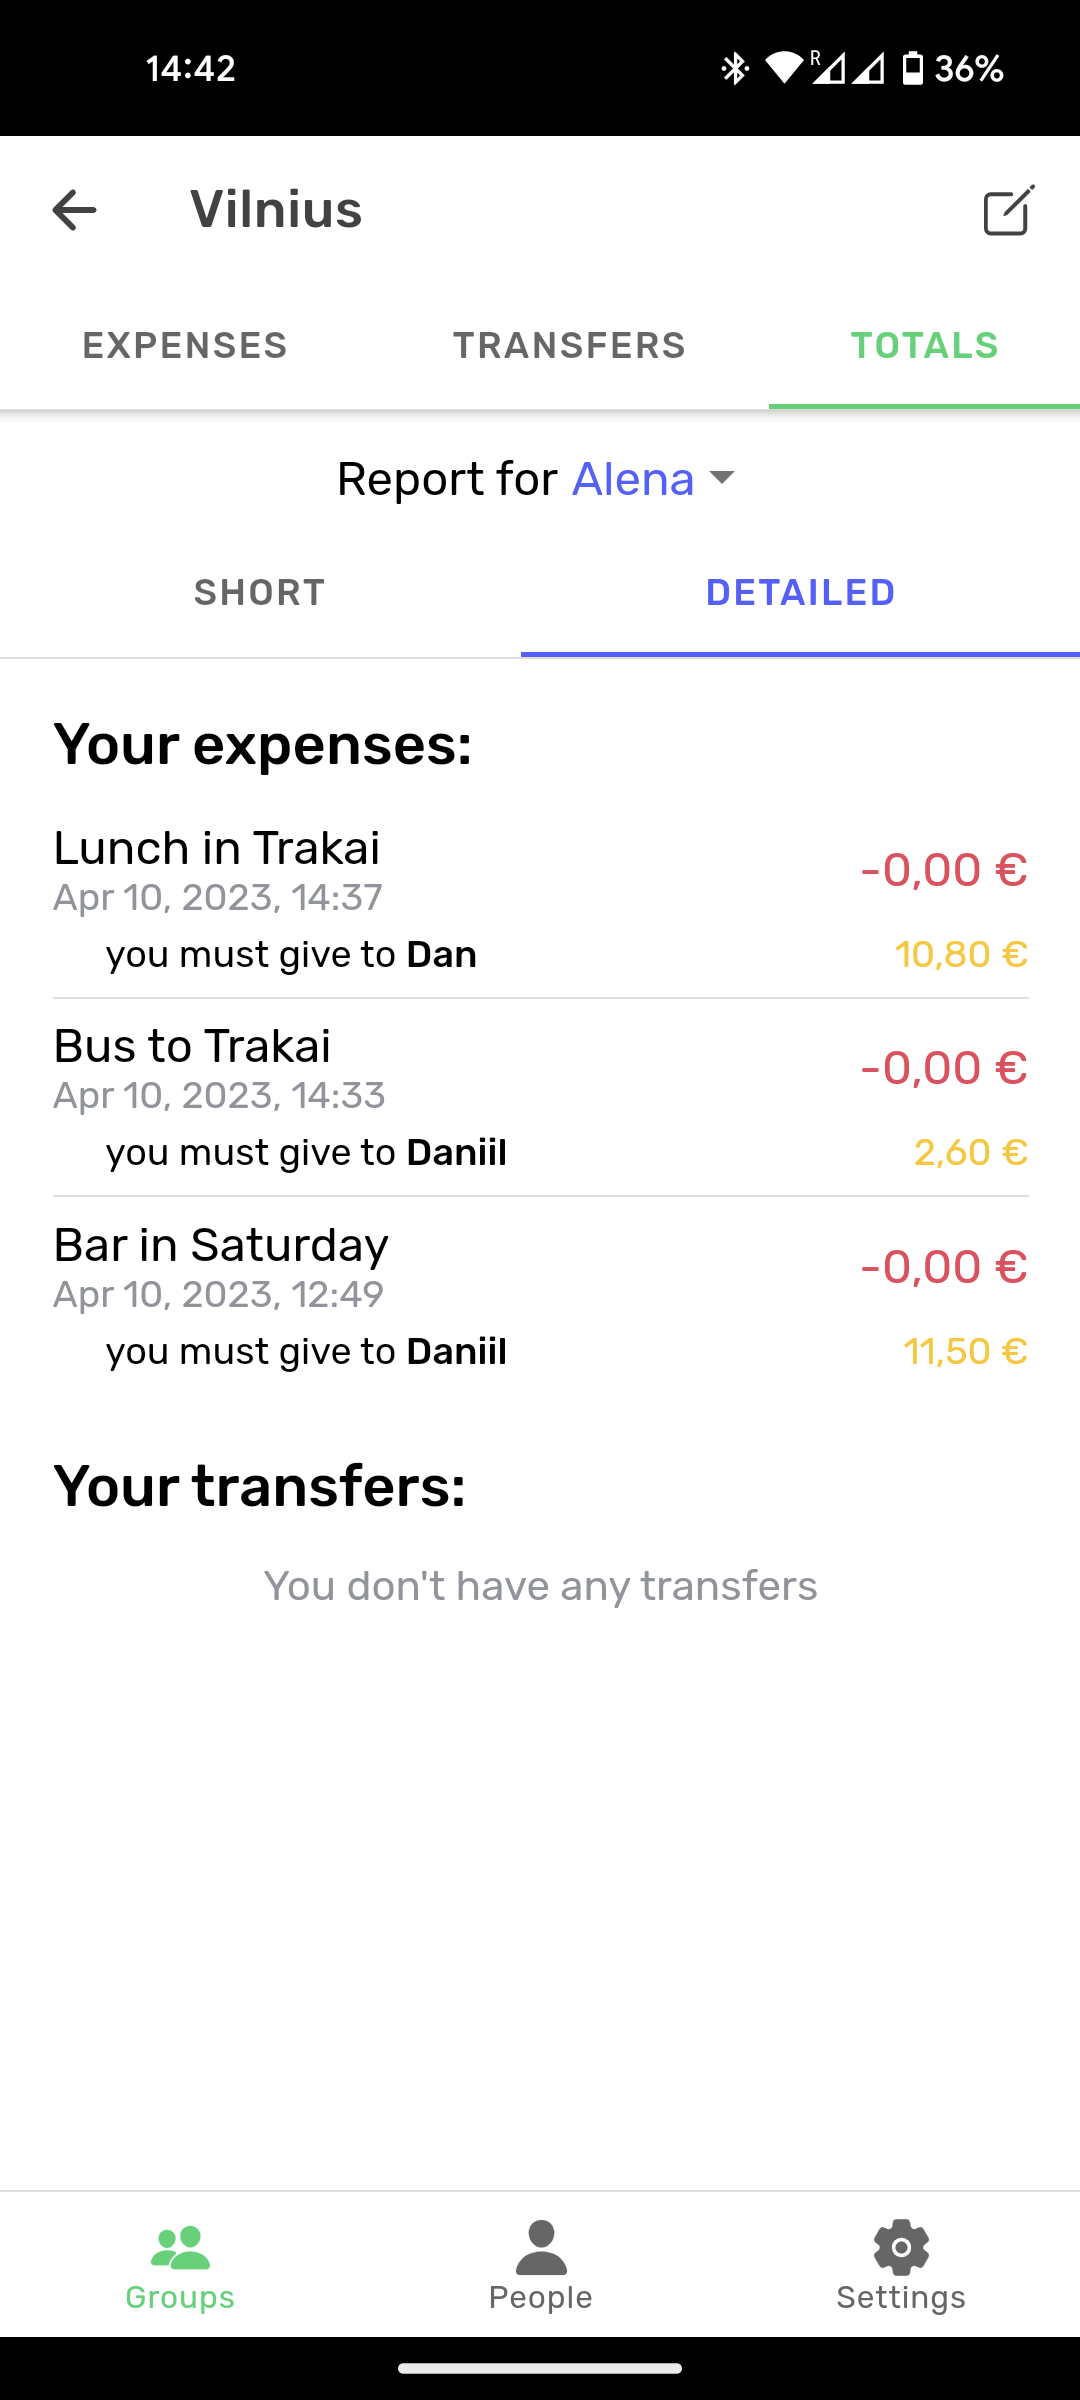 14:42
R
36%
Vilnius
EXPENSES TRANSFERS TOTALS
Report for Alena
SHORT DETAILED
Your expenses:
Lunch in Trakai
-0,00 €
Apr 10, 2023, 14:37
you must give to Dan 10,80 €
Bus to Trakai
-0,00 €
Apr 10, 2023, 14:33
you must give to Daniil 2,60 €
Bar in Saturday
-0,00 €
Apr 10, 2023, 12:49
you must give to Daniil 11,50 €
Your transfers:
You don't have any transfers
Groups People Settings